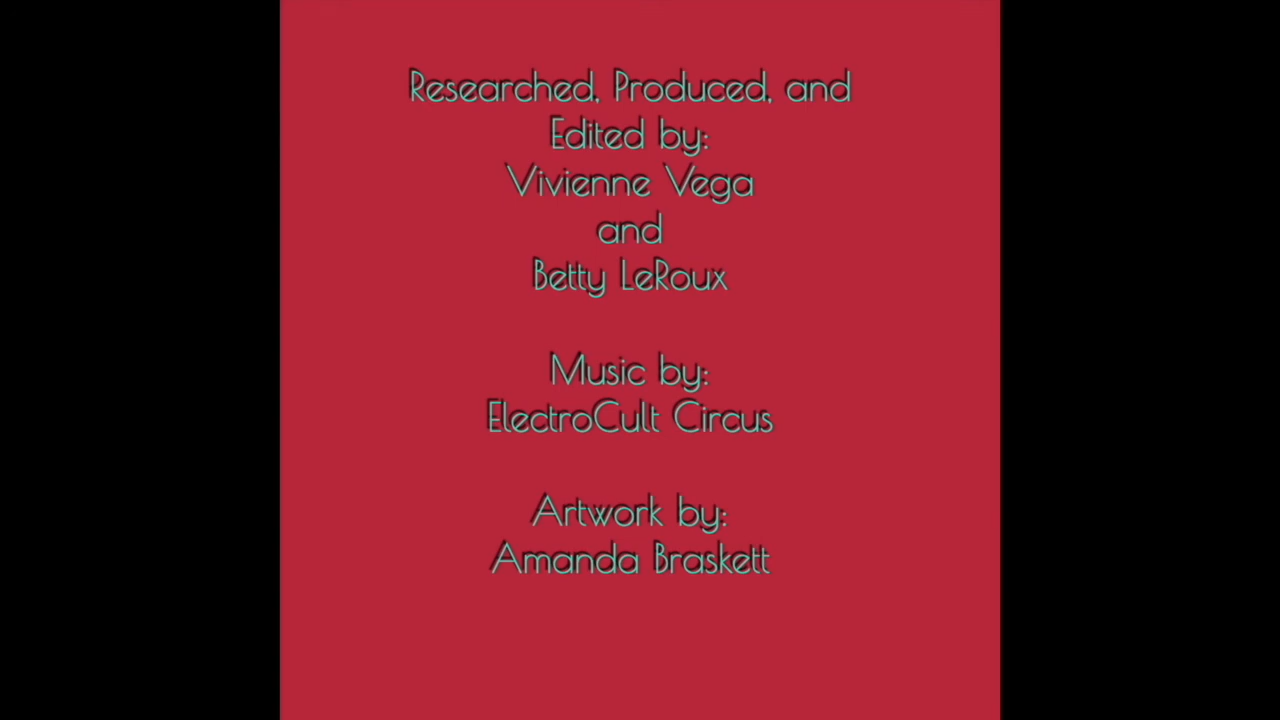 Researched, Produced, and
Edited by:
Vivienne Vega
and
Betty LeRoux
Music by:
ElectroCult Circus
Artwork by:
Amanda Braskett